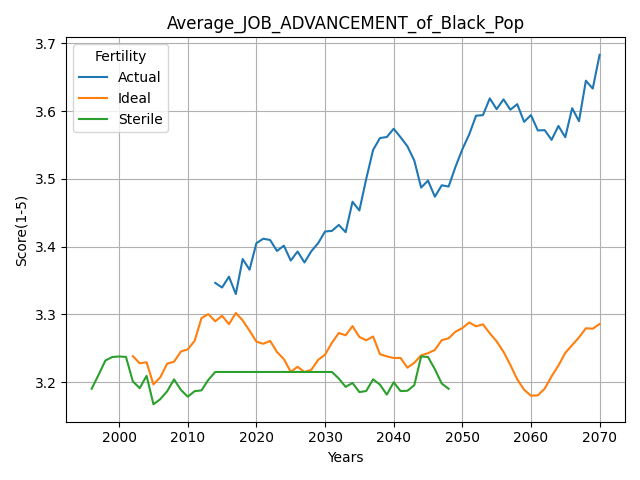 Average_JOB_ADVANCEMENT_of_Black_Pop
3.7
3.6
3.5
3.4
3.3
3.2
Score(1-5)
Fertility
Actual
Ideal
Sterile
2000
2010
2020
2030
2040
2050
2060
2070
Years